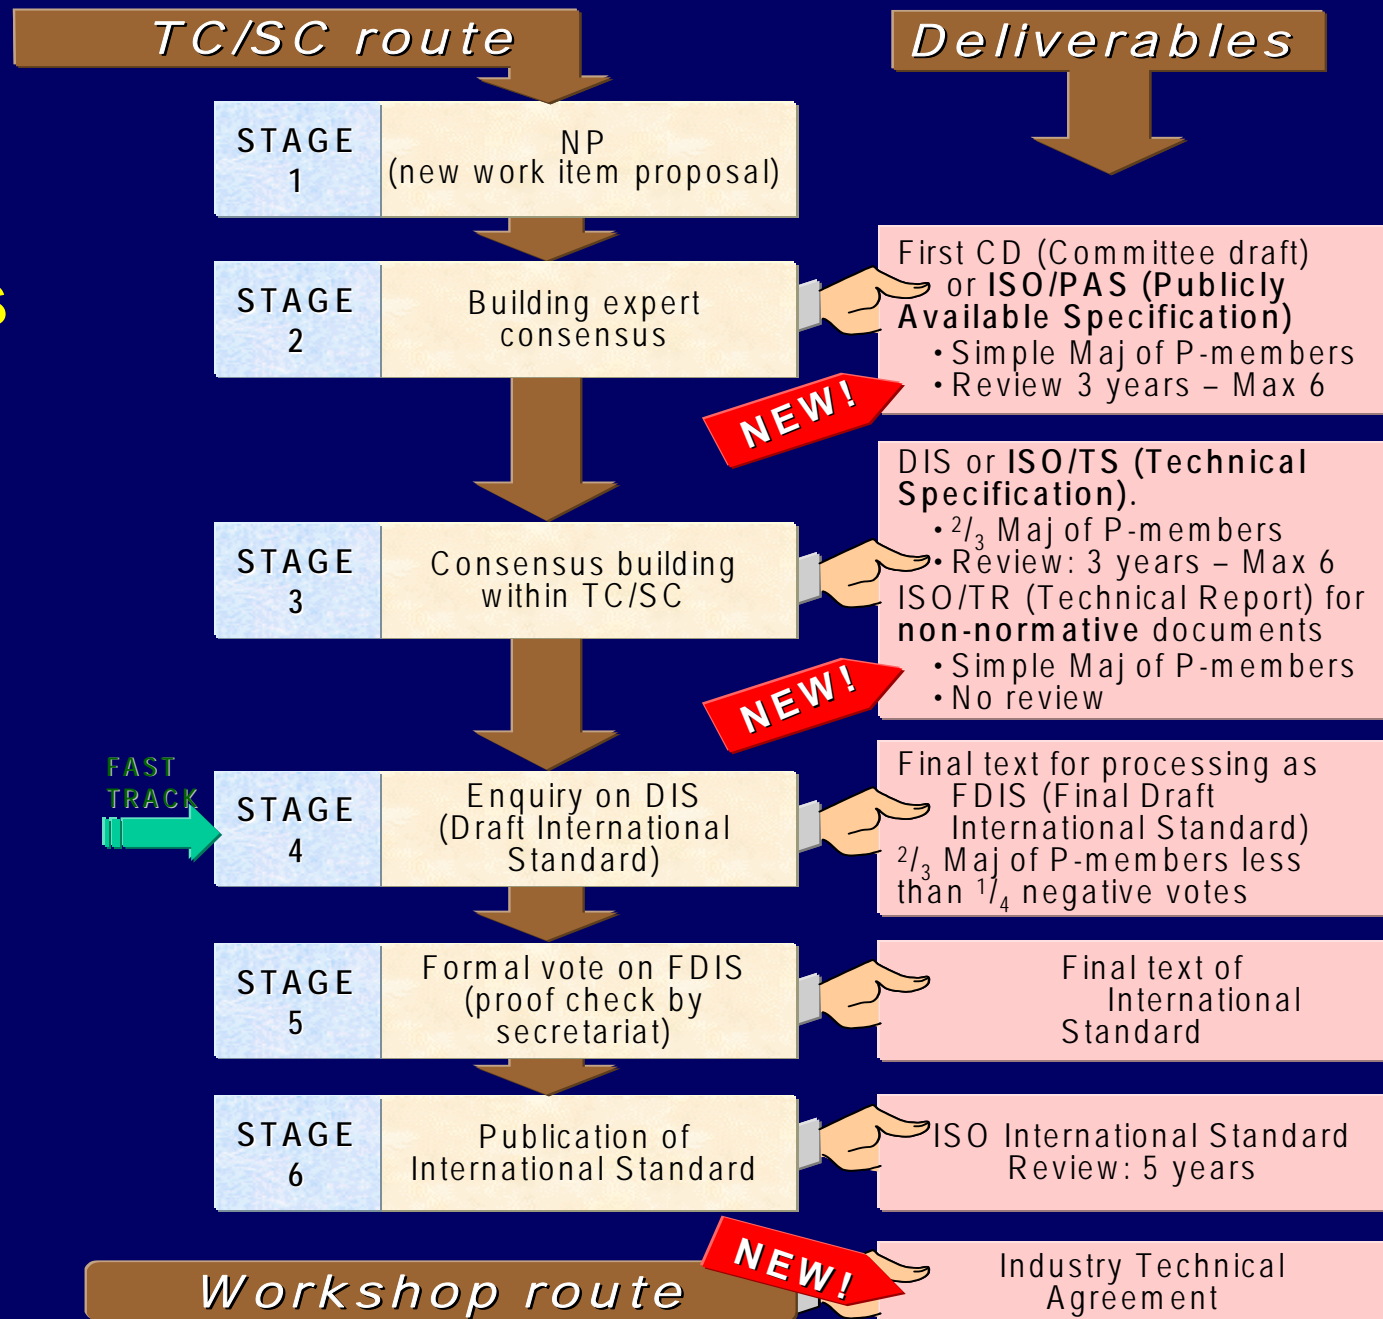 TC/SC route
Deliverables
STAGE
1
NP
(new work item proposal)
STAGE
2
Building expert
consensus
First CD (Committee draft)
or ISO/PAS (Publicly
Available Specification)
• Simple Maj of P-members
• Review 3 years – Max 6
NEW!
S
STAGE
3
Consensus building
within TC/SC
DIS or ISO/TS (Technical
Specification).
• 2/3 Maj of P-members
• Review: 3 years – Max 6
ISO/TR (Technical Report) for
non-normative documents
• Simple Maj of P-members
• No review
NEW!
FAST
TRACK
STAGE
4
Enquiry on DIS
(Draft International
Standard)
Final text for processing as
FDIS (Final Draft
International Standard)
2/3 Maj of P-members less
than 1/4 negative votes
STAGE
5
Formal vote on FDIS
(proof check by
secretariat)
Final text of
International
Standard
STAGE
6
Publication of
International Standard
ISO International Standard
Review: 5 years
Workshop route
NEW!
Industry Technical
Agreement